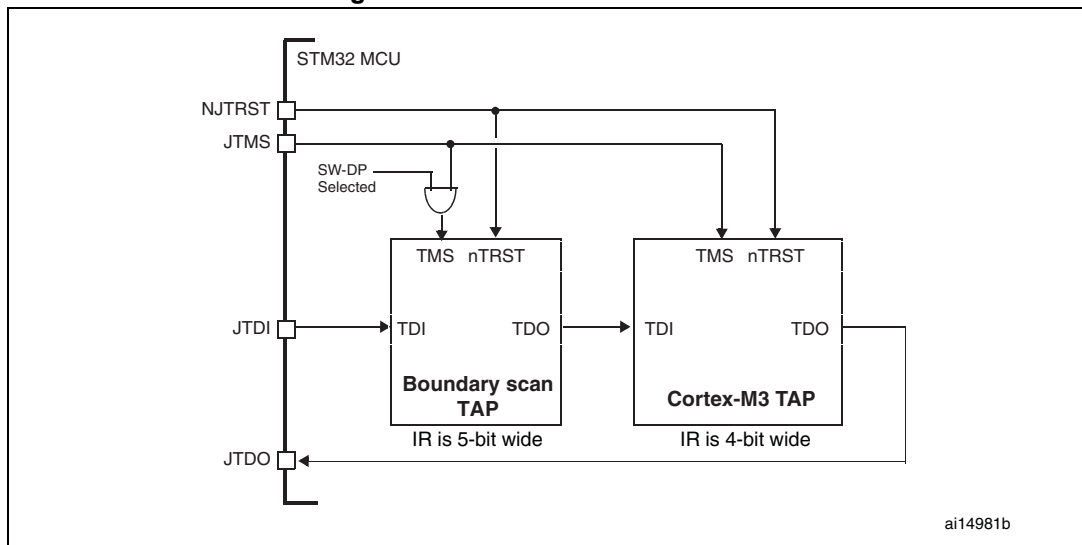 STM32 MCU
NJTRST
JTMS
SW-DP
Selected
TMS nTRST
TMS nTRST
JTDI
TDI
TDO
TDI
TDO
Boundary scan
TAP
Cortex-M3 TAP
IR is 5-bit wide
IR is 4-bit wide
JTDO
ai14981b